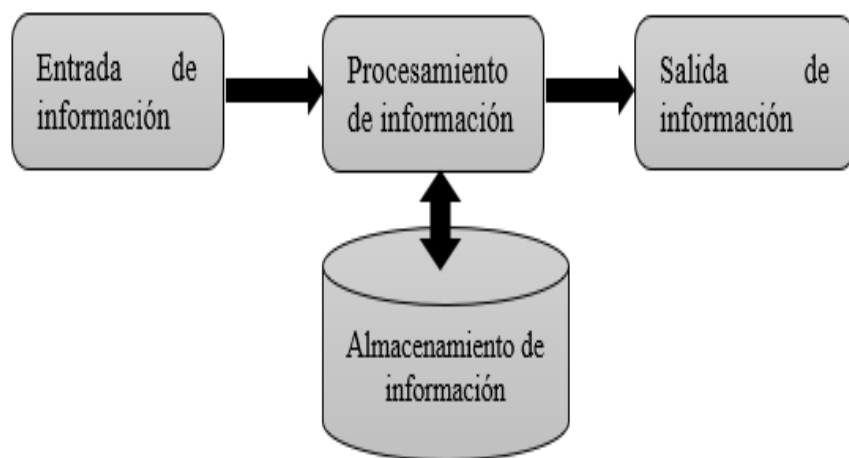 Entrada de
información
Procesamiento
de información
Salida de
información
Almacenamiento de
información